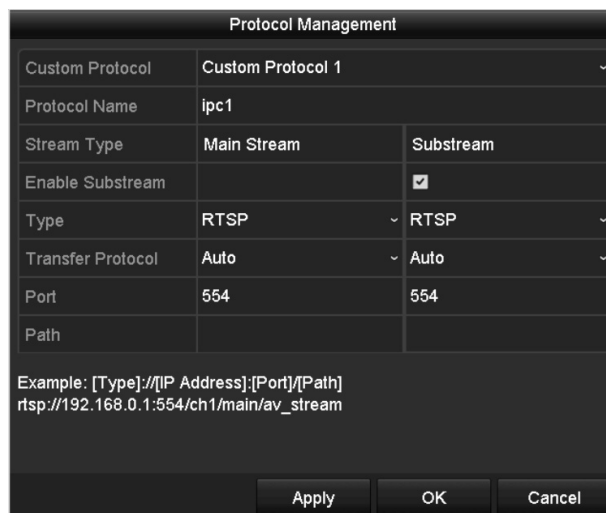 Protocol Management
Custom Protocol Custom Protocol 1
Protocol Name ipc1
Stream Type Main Stream Substream
Enable Substream
Type RTSP RTSP
Transfer Protocol Auto Auto
Port 554 554
Path
Example: [Type]://[IP Address]:[Port]/[Path]
rtsp://192.168.0.1:554/ch1/main/av_stream
Apply OK Cancel